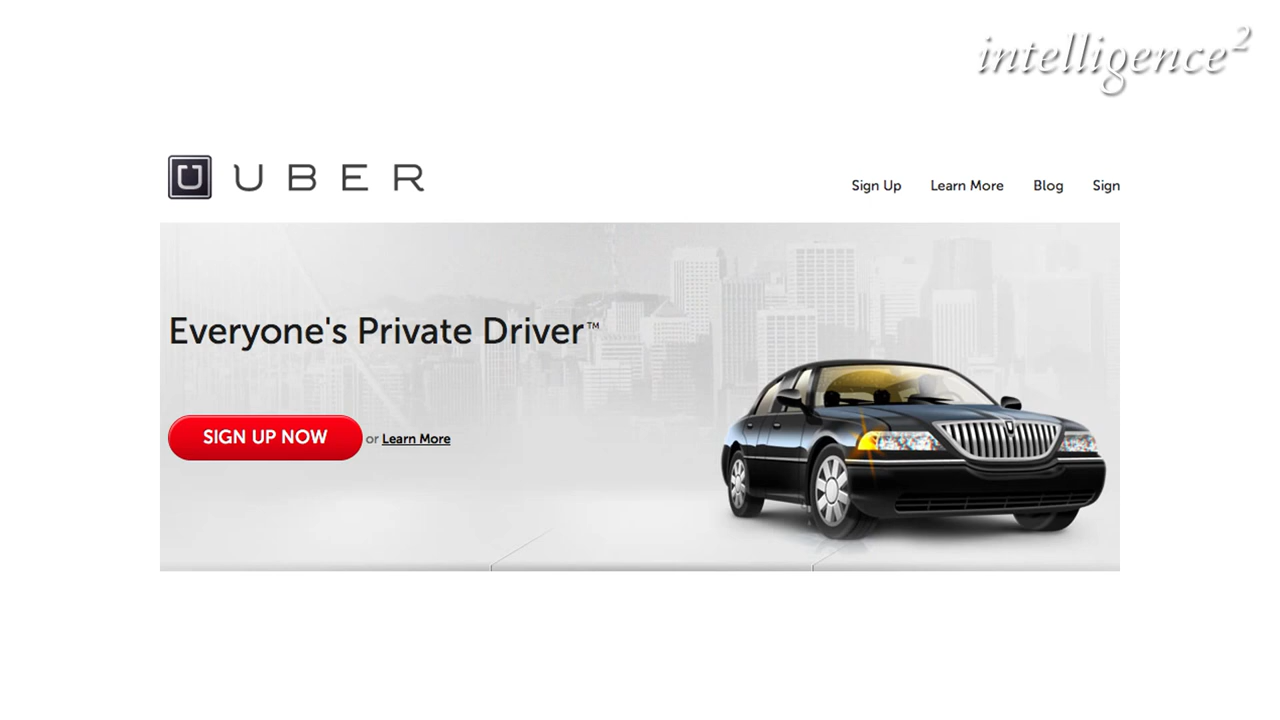 intelligence²
UBER
Sign Up Learn More Blog Sign
Everyone's Private Driver™
SIGN UP NOW or Learn More